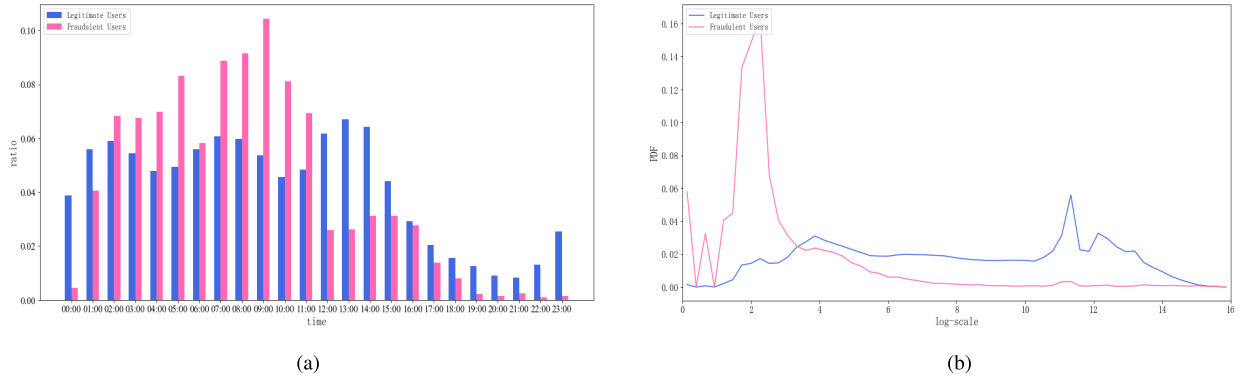 Legitimate Users
Fraudulent Users
0.10
0.08
0.06
0.04
0.02
0.00
ratio
00:00 01:00 02:00 03:00 04:00 05:00 06:00 07:00 08:00 09:00 10:00 11:00 12:00 13:00 14:00 15:00 16:00 17:00 18:00 19:00 20:00 21:00 22:00 23:00
time
(a)
Legitimate Users
Fraudulent Users
0.16
0.14
0.12
0.10
0.08
0.06
0.04
0.02
0.00
PDF
0 2 4 6 8 10 12 14 16
log-scale
(b)